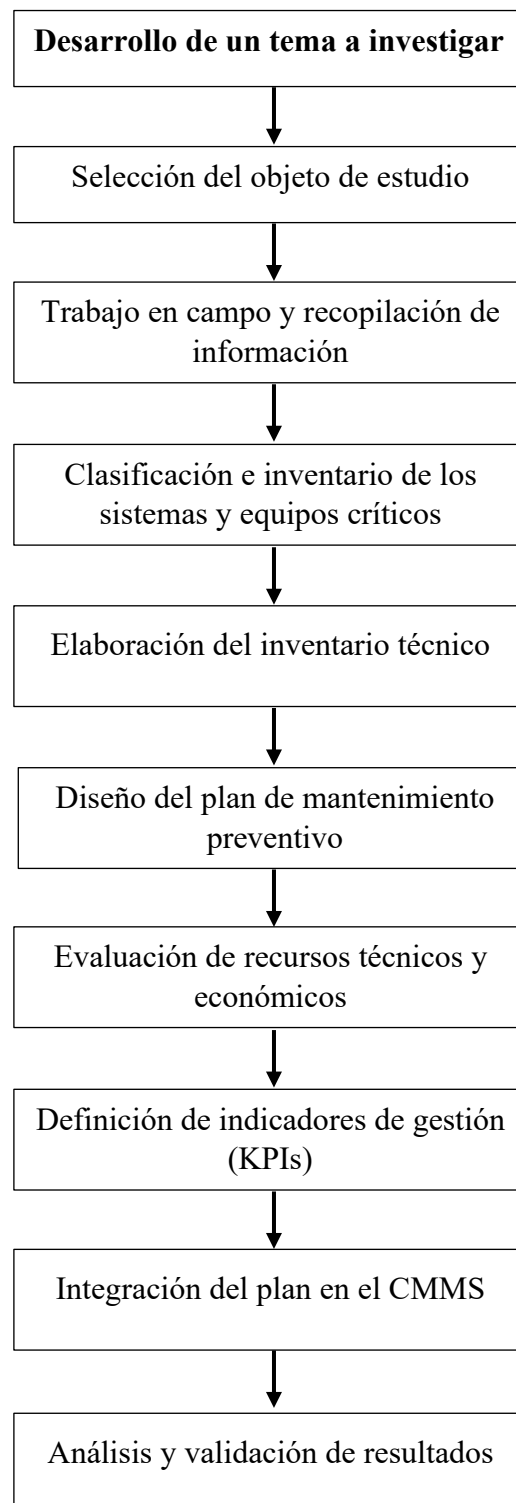 Desarrollo de un tema a investigar
Selección del objeto de estudio
Trabajo en campo y recopilación de
información
Clasificación e inventario de los
sistemas y equipos críticos
Elaboración del inventario técnico
Diseño del plan de mantenimiento
preventivo
Evaluación de recursos técnicos y
económicos
Definición de indicadores de gestión
(KPIs)
Integración del plan en el CMMS
Análisis y validación de resultados